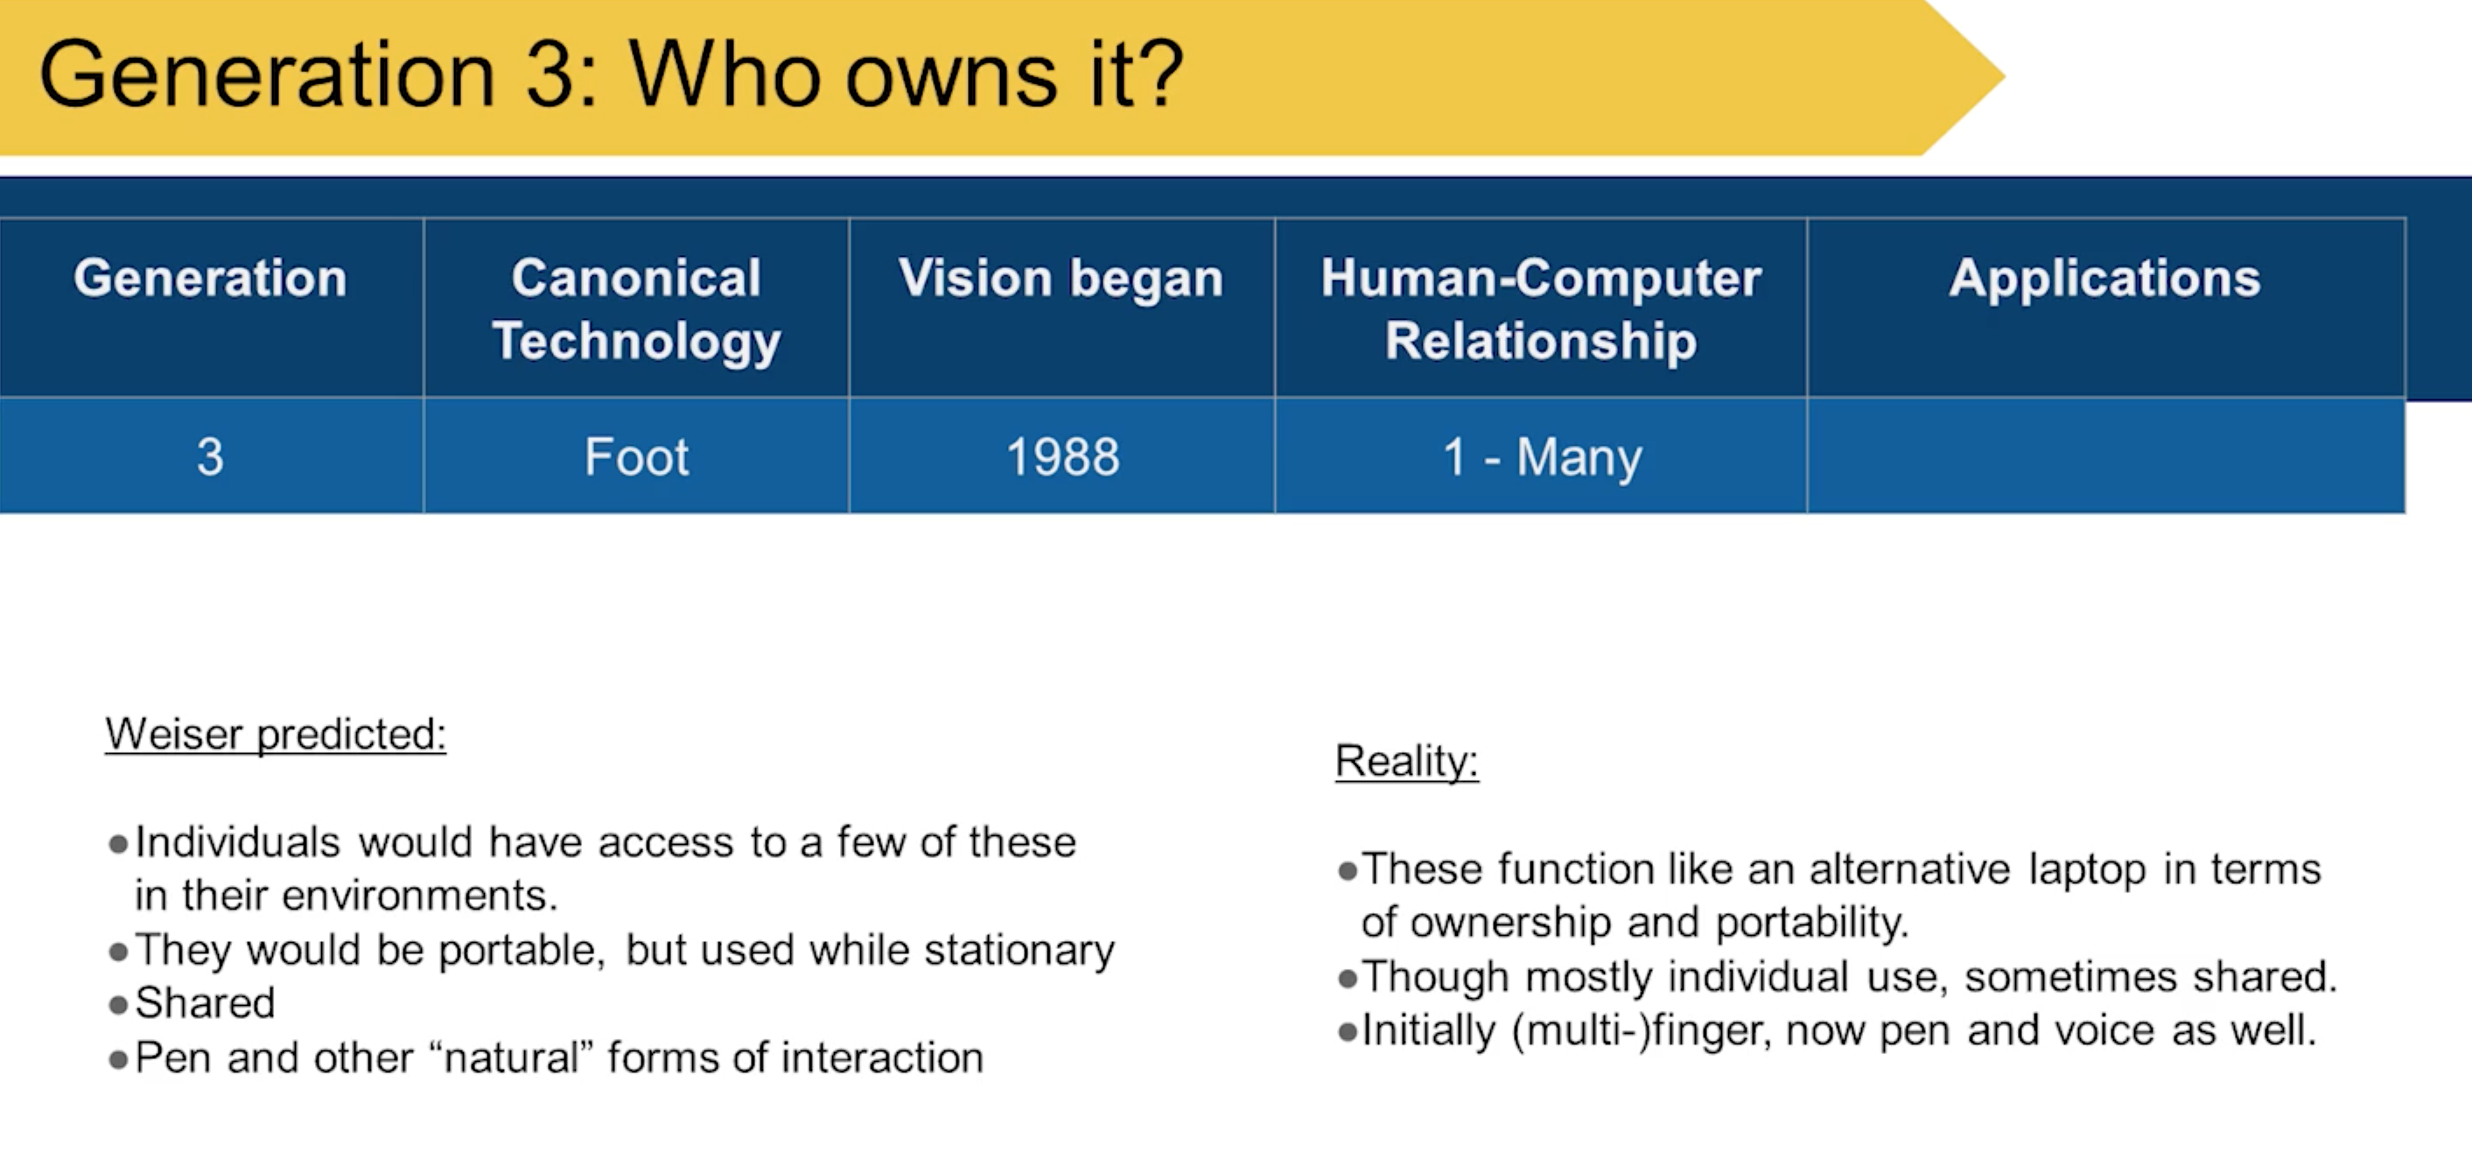 Generation 3: Who owns it?
Generation
Canonical
Technology
Vision began
Human-Computer
Relationship
Applications
3
Foot
1988
1 - Many
Weiser predicted:
●Individuals would have access to a few of these
in their environments.
●They would be portable, but used while stationary
●Shared
●Pen and other “natural” forms of interaction
Reality:
●These function like an alternative laptop in terms
of ownership and portability.
●Though mostly individual use, sometimes shared.
●Initially (multi-)finger, now pen and voice as well.